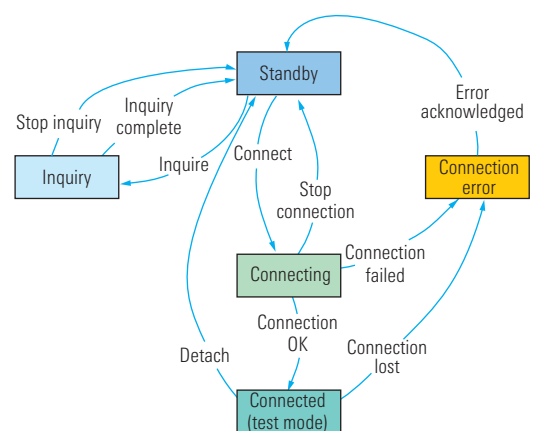 Standby
Error
acknowledged
Inquiry
complete
Stop inquiry
Connect
Inquire
Inquiry
Connection
error
Stop
connection
Connecting
Connection
failed
Connection
OK
Detach
Connection
lost
Connected
(test mode)